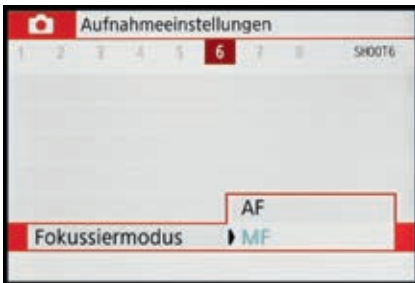 Aufnahmeeinstellungen
1 2 3 4 5 6 7 8 SHOOT6
AF
Fokussiermodus MF